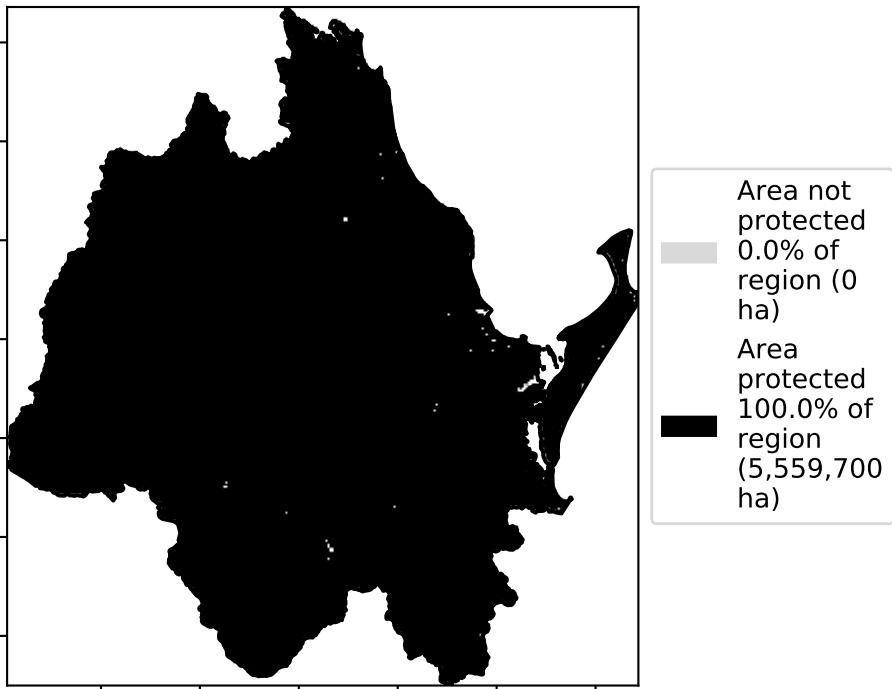 Area not
protected
0.0% of
region (0
ha)
Area
protected
100.0% of
region
(5,559,700
ha)